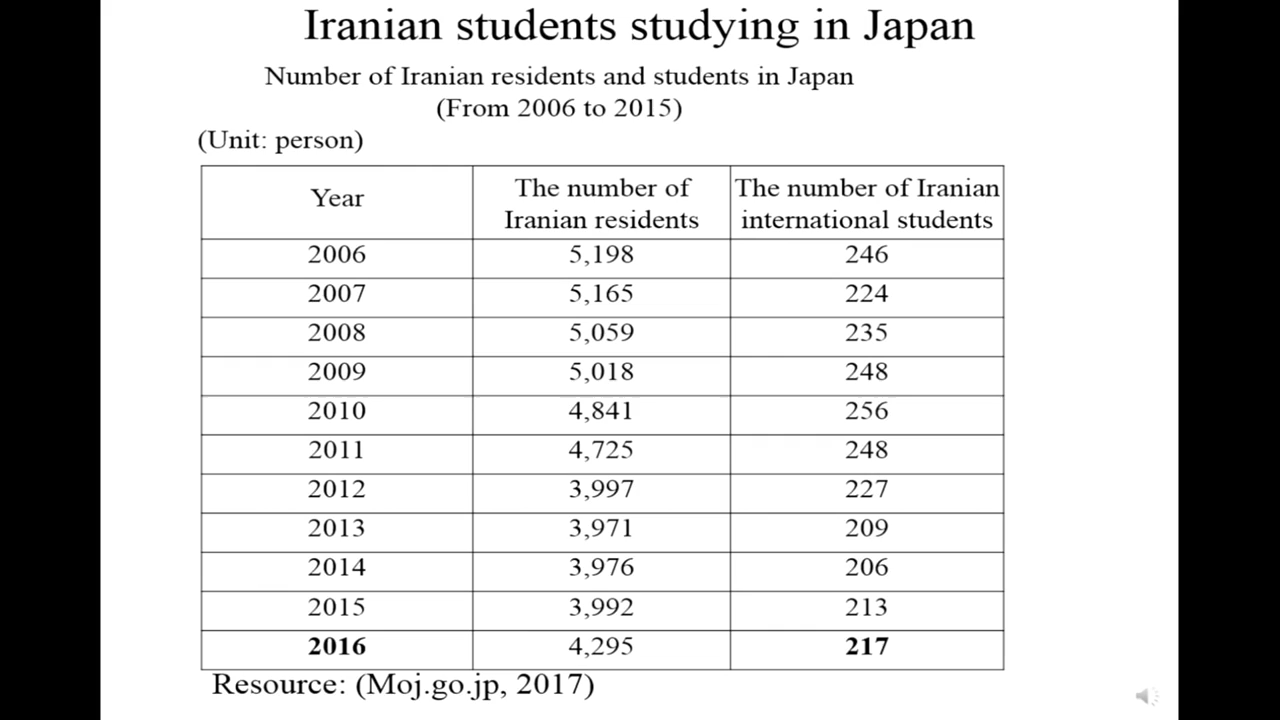 Iranian students studying in Japan
Number of Iranian residents and students in Japan
(From 2006 to 2015)
(Unit: person)
Year The number of Iranian residents The number of Iranian international students
2006 5,198 246
2007 5,165 224
2008 5,059 235
2009 5,018 248
2010 4,841 256
2011 4,725 248
2012 3,997 227
2013 3,971 209
2014 3,976 206
2015 3,992 213
2016 4,295 217
Resource: (Moj.go.jp, 2017)